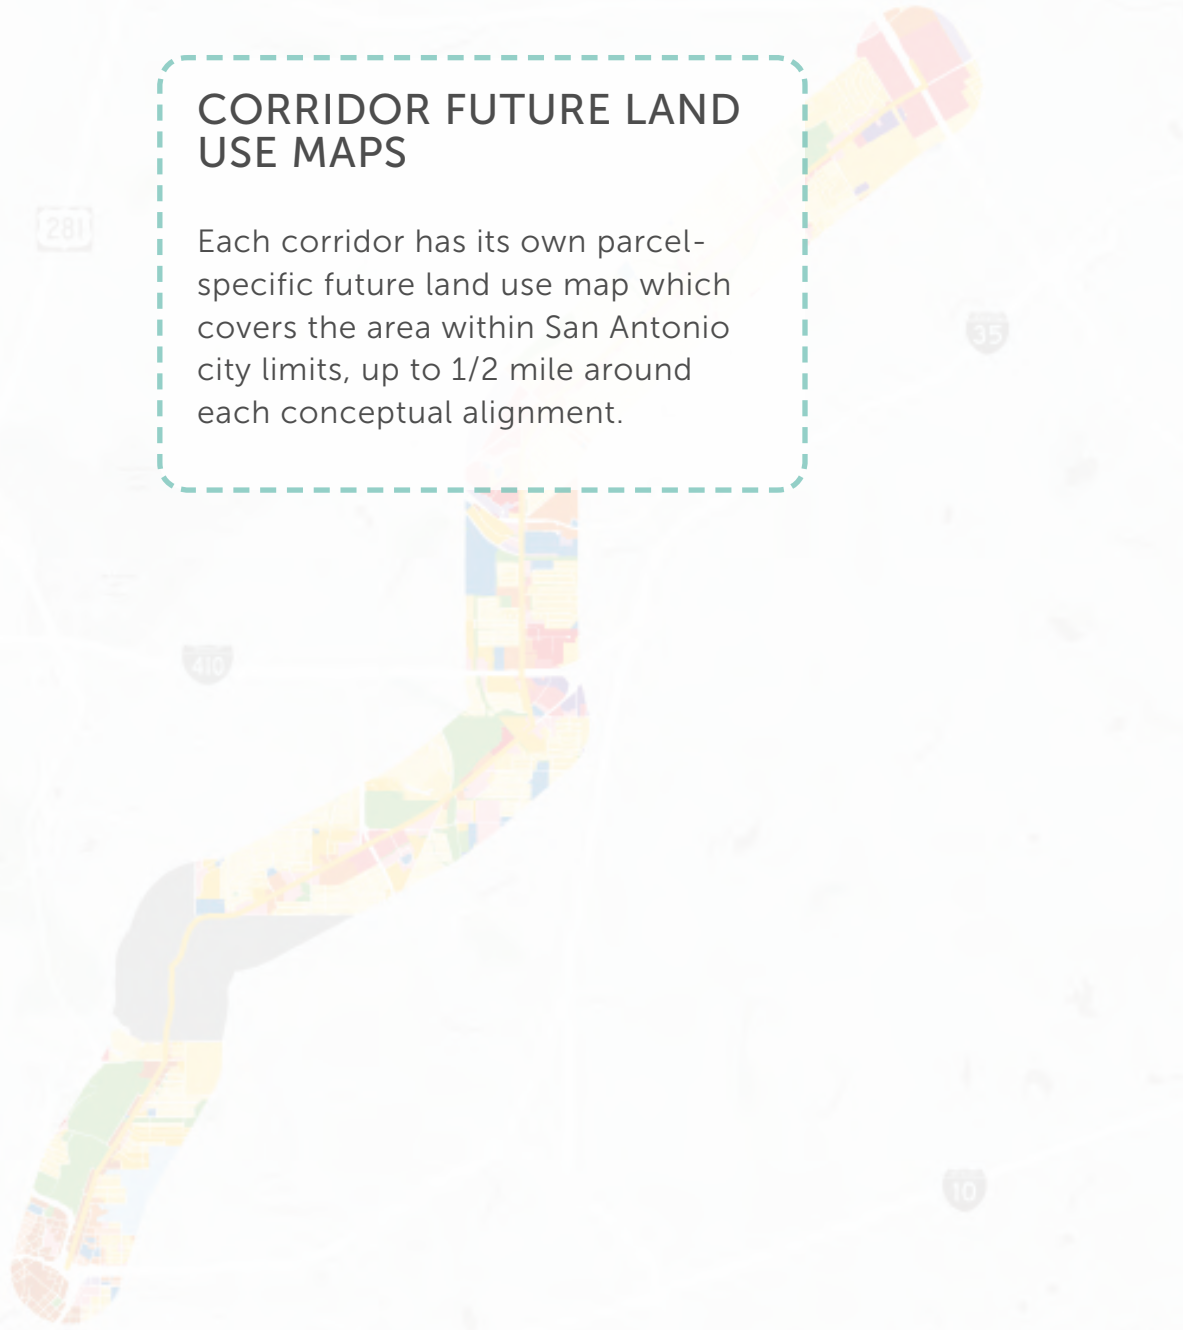 CORRIDOR FUTURE LAND
USE MAPS
Each corridor has its own parcel-
specific future land use map which
covers the area within San Antonio
city limits, up to 1/2 mile around
each conceptual alignment.
281
35
410
10